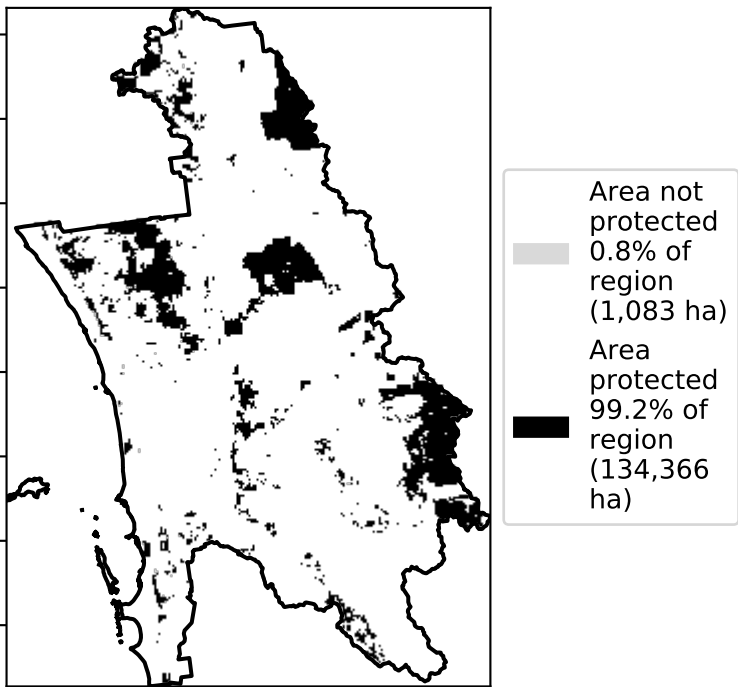 Area not
protected
0.8% of
region
(1,083 ha)
Area
protected
99.2% of
region
(134,366
ha)